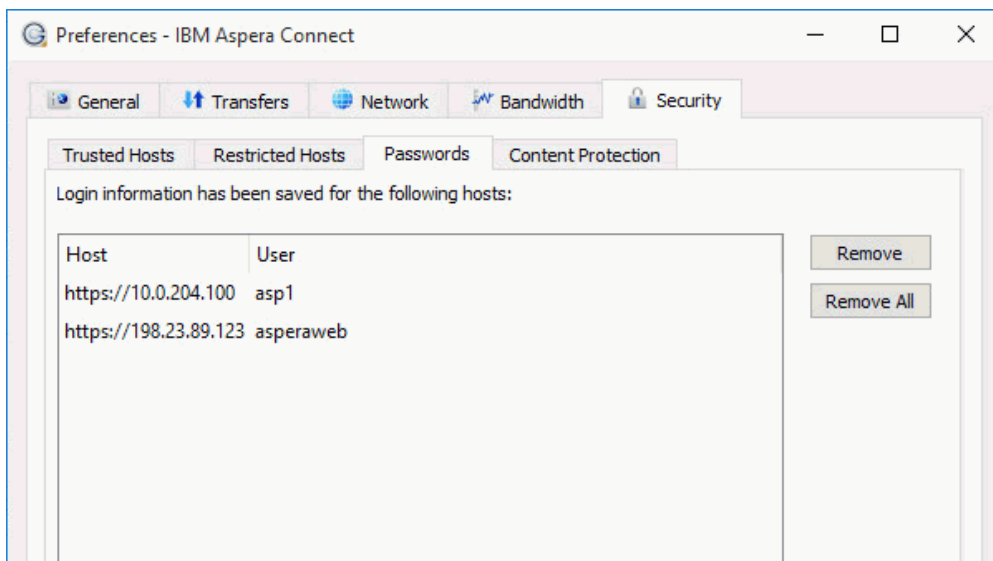 Preferences - IBM Aspera Connect
General Transfers Network Bandwidth Security
Trusted Hosts Restricted Hosts Passwords Content Protection
Login information has been saved for the following hosts:
Host User
https://10.0.204.100 asp1
https://198.23.89.123 asperaweb
Remove
Remove All